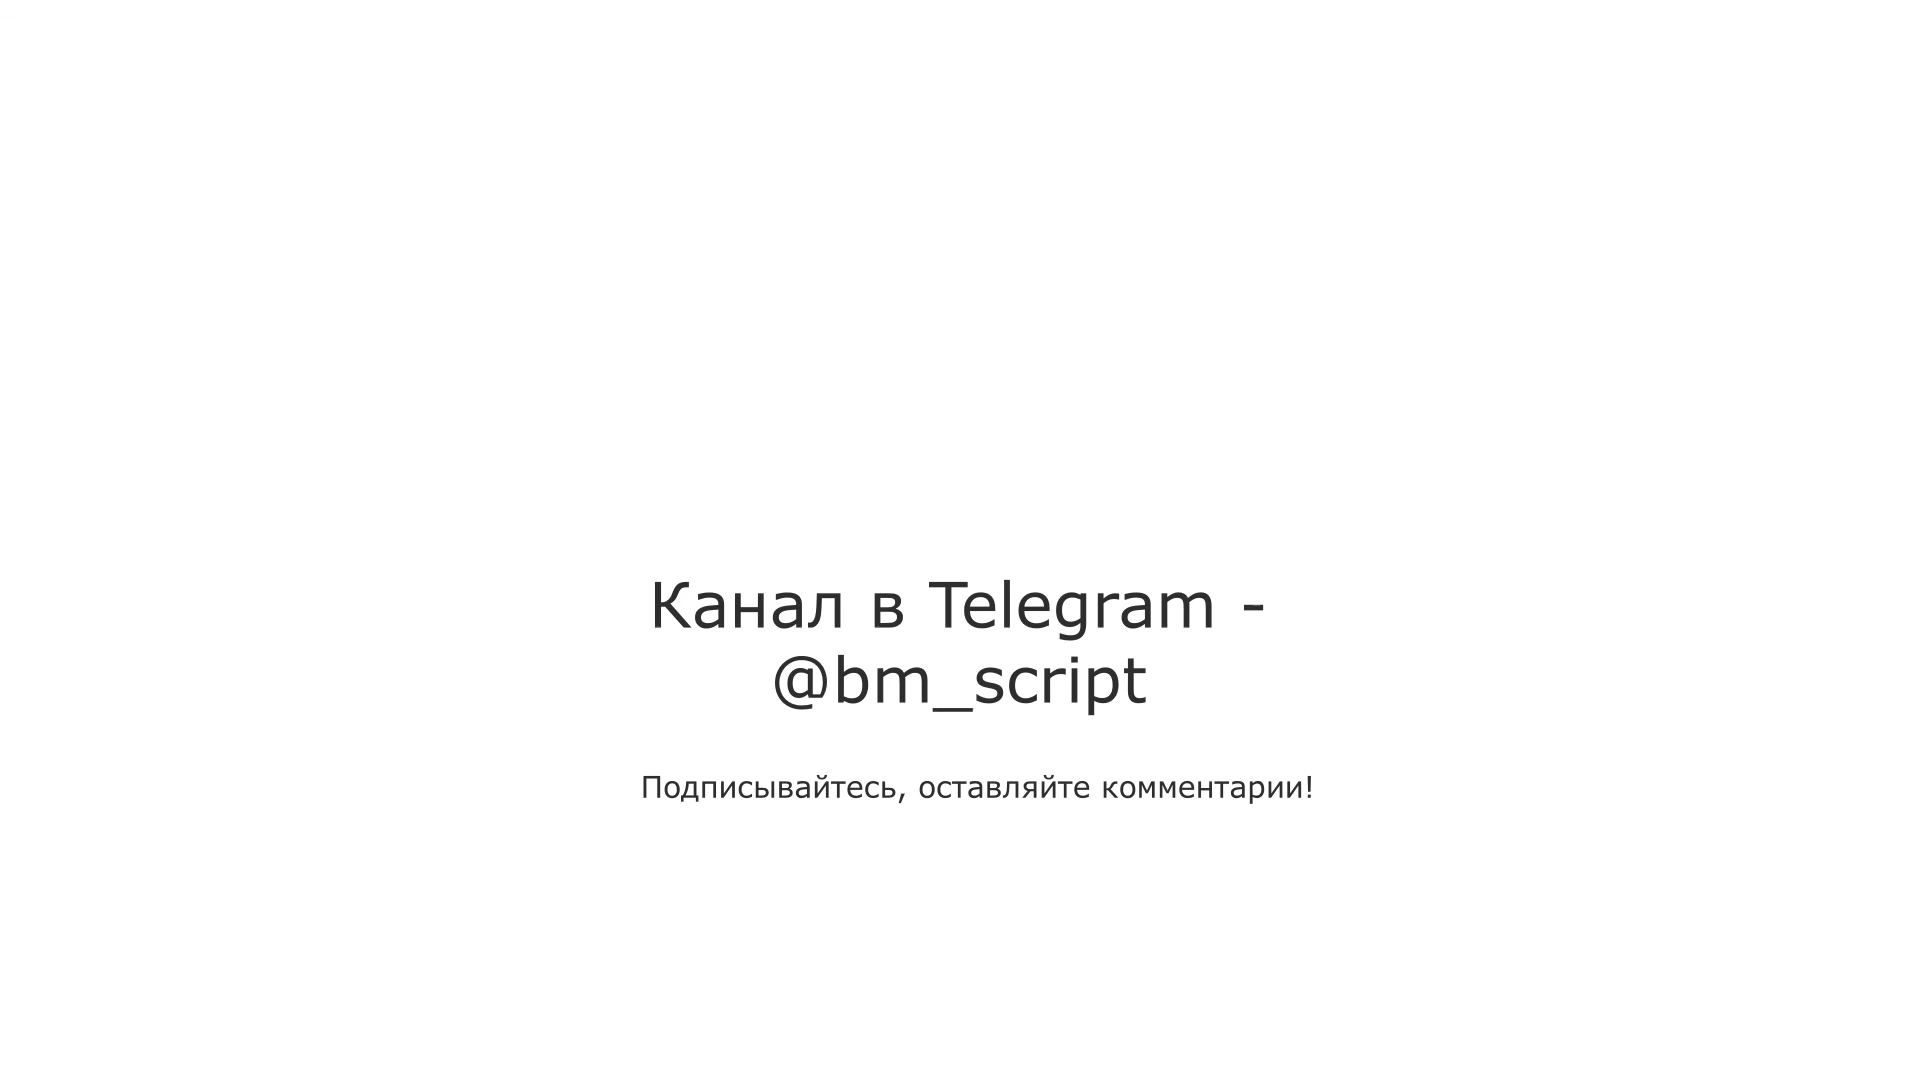 Канал в Telegram -
@bm_script
Подписывайтесь, оставляйте комментарии!